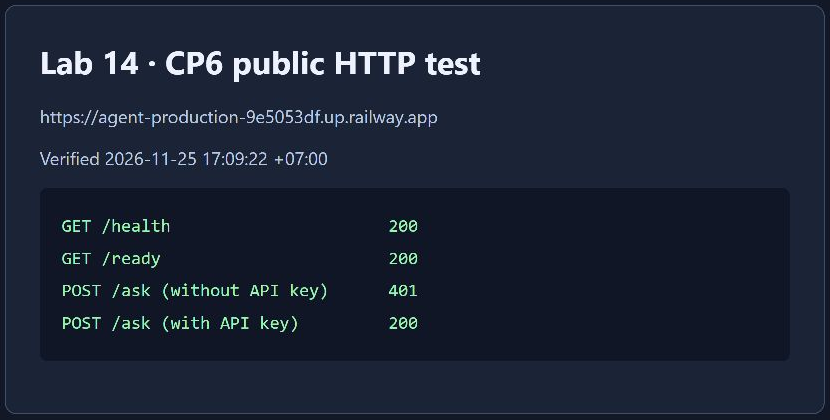 Lab 14 · CP6 public HTTP test
https://agent-production-9e5053df.up.railway.app
Verified 2026-11-25 17:09:22 +07:00
GET /health 200
GET /ready 200
POST /ask (without API key) 401
POST /ask (with API key) 200